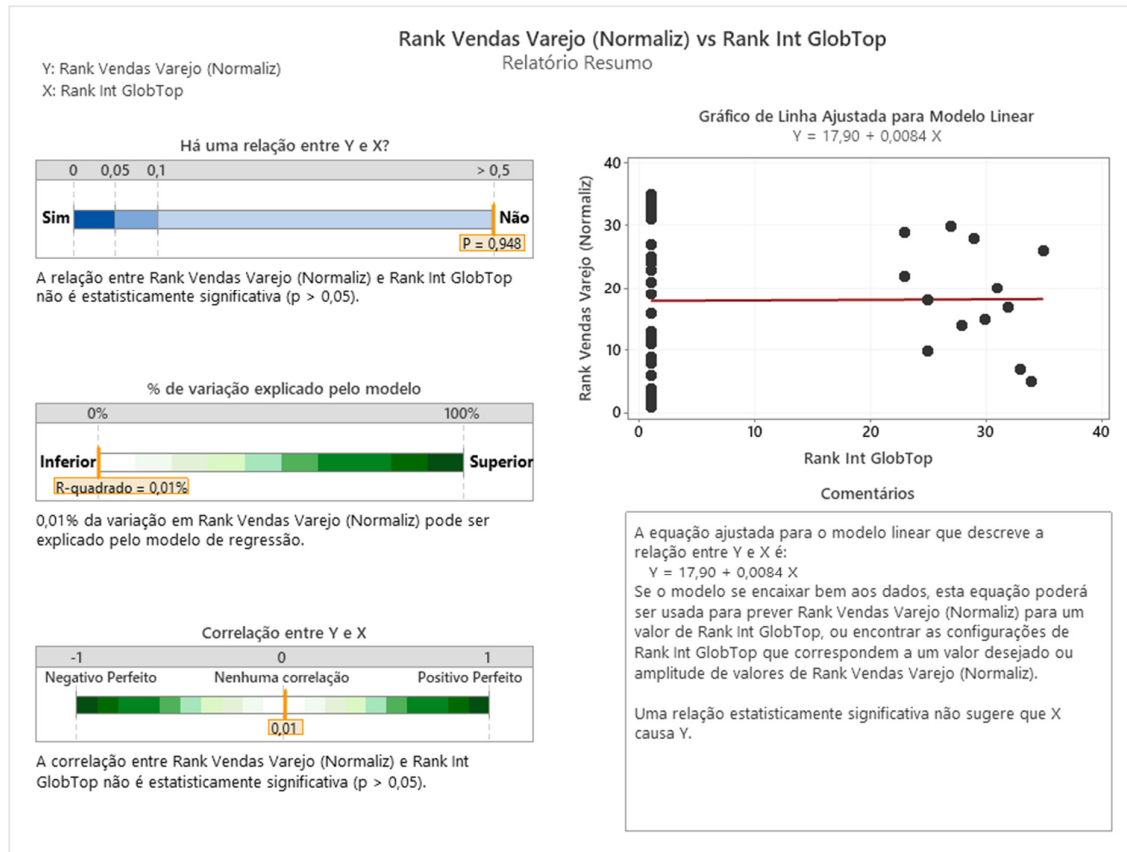 Rank Vendas Varejo (Normaliz) vs Rank Int GlobTop
Relatório Resumo
Y: Rank Vendas Varejo (Normaliz)
X: Rank Int GlobTop
Há uma relação entre Y e X?
0 0,05 0,1 > 0,5
Sim Não
P = 0,948
A relação entre Rank Vendas Varejo (Normaliz) e Rank Int GlobTop
não é estatisticamente significativa (p > 0,05).
% de variação explicado pelo modelo
0% 100%
Inferior Superior
R-quadrado = 0,01%
0,01% da variação em Rank Vendas Varejo (Normaliz) pode ser
explicado pelo modelo de regressão.
Correlação entre Y e X
-1 0 1
Negativo Perfeito Nenhuma correlação Positivo Perfeito
0,01
A correlação entre Rank Vendas Varejo (Normaliz) e Rank Int
GlobTop não é estatisticamente significativa (p > 0,05).
Gráfico de Linha Ajustada para Modelo Linear
Y = 17,90 + 0,0084 X
Rank Vendas Varejo (Normaliz)
40
30
20
10
0
0 10 20 30 40
Rank Int GlobTop
Comentários
A equação ajustada para o modelo linear que descreve a
relação entre Y e X é:
Y = 17,90 + 0,0084 X
Se o modelo se encaixar bem aos dados, esta equação poderá
ser usada para prever Rank Vendas Varejo (Normaliz) para um
valor de Rank Int GlobTop, ou encontrar as configurações de
Rank Int GlobTop que correspondem a um valor desejado ou
amplitude de valores de Rank Vendas Varejo (Normaliz).
Uma relação estatisticamente significativa não sugere que X
causa Y.